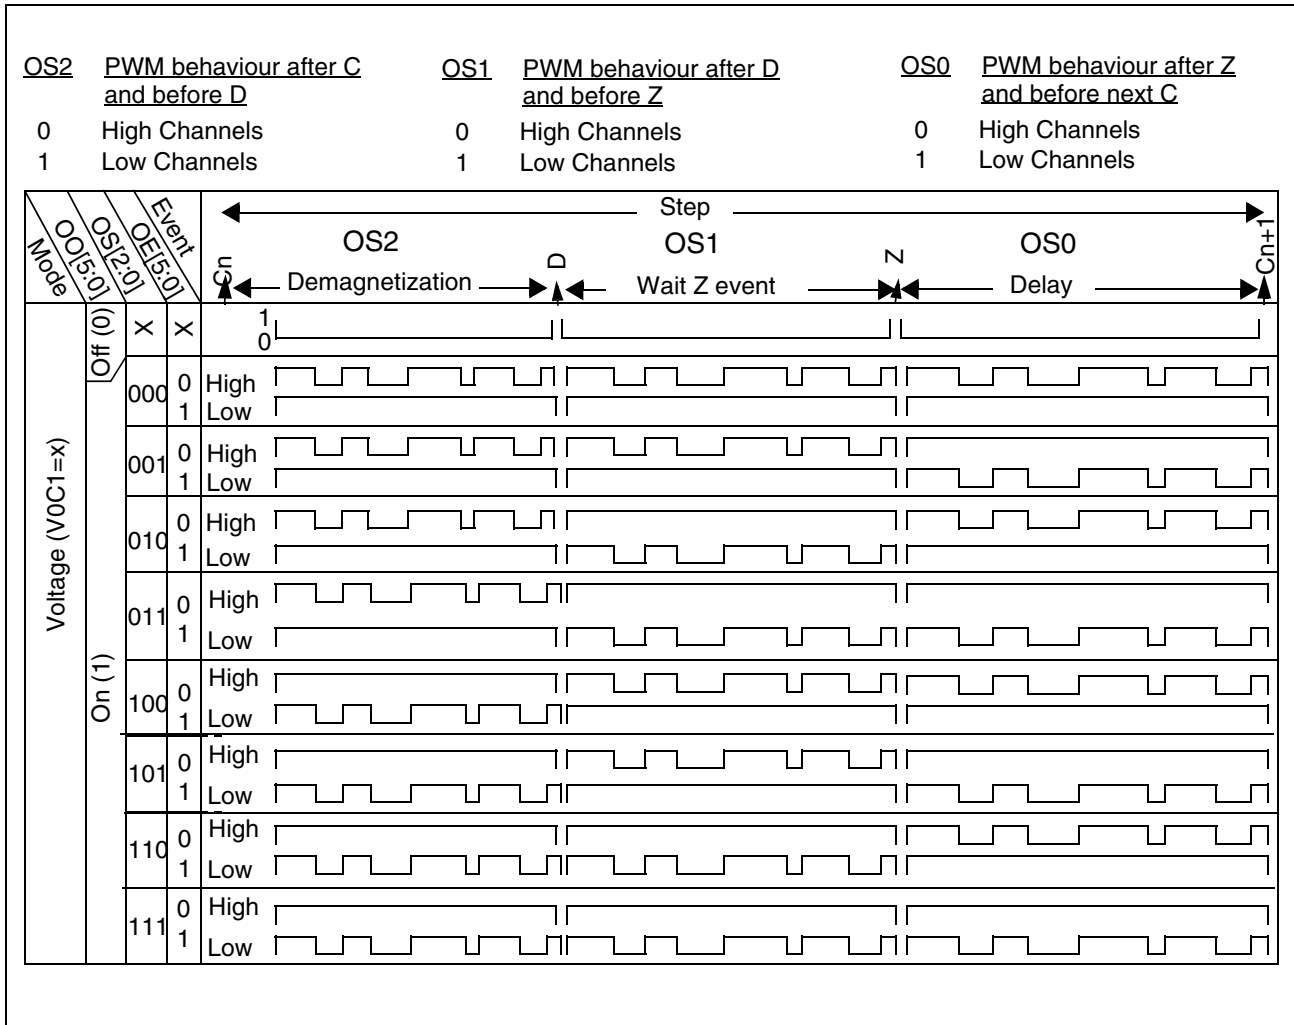 OS2 PWM behaviour after C and before D
0 High Channels
1 Low Channels
OS1 PWM behaviour after D and before Z
0 High Channels
1 Low Channels
OS0 PWM behaviour after Z and before next C
0 High Channels
1 Low Channels
Mode
OO[5:0]
OS[2:0]
OE[5:0]
Event
Step
OS2 OS1 OS0
Cn Demagnetization D Wait Z event Z Delay Cn+1
Voltage (V0C1=x)
Off (0) X X 1
0
On (1)
000 0 High
1 Low
001 0 High
1 Low
010 0 High
1 Low
011 0 High
1 Low
100 0 High
1 Low
101 0 High
1 Low
110 0 High
1 Low
111 0 High
1 Low